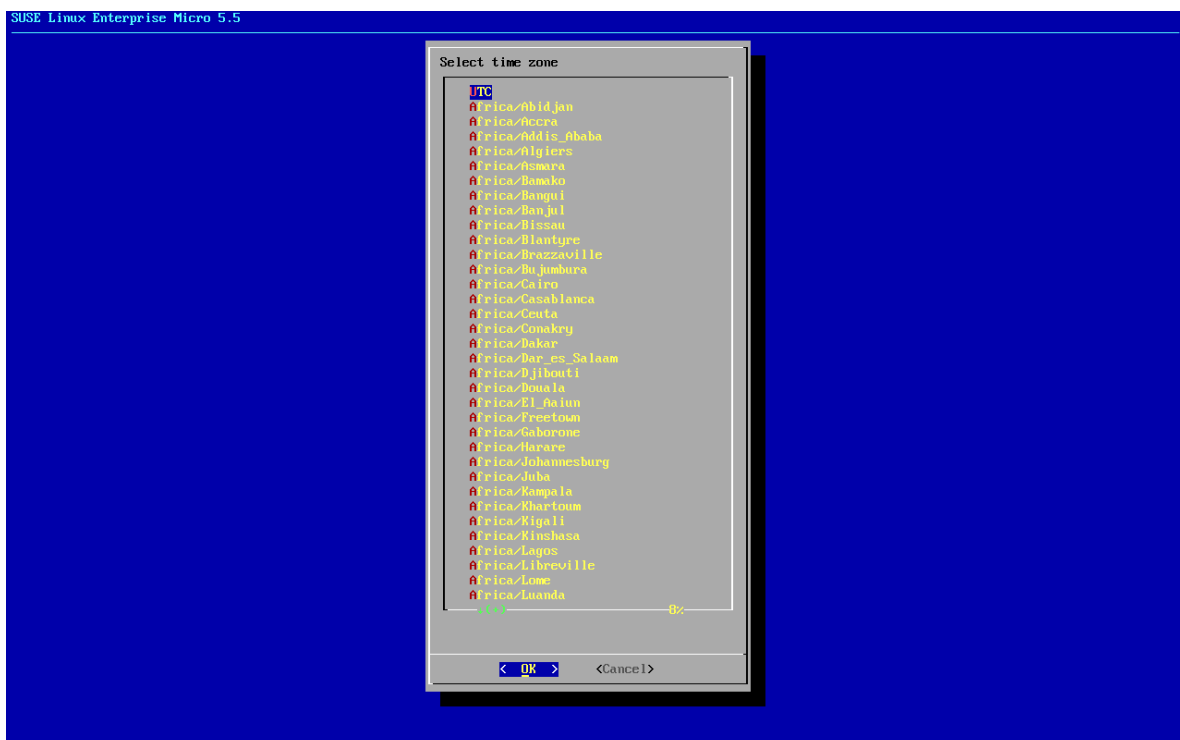 SUSE Linux Enterprise Micro 5.5
Select time zone
UTC
Africa/Abidjan
Africa/Accra
Africa/Addis_Ababa
Africa/Algiers
Africa/Asmara
Africa/Bamako
Africa/Bangui
Africa/Banjul
Africa/Bissau
Africa/Blantyre
Africa/Brazzaville
Africa/Bujumbura
Africa/Cairo
Africa/Casablanca
Africa/Ceuta
Africa/Conakry
Africa/Dakar
Africa/Dar_es_Salaam
Africa/Djibouti
Africa/Douala
Africa/El_Aaiun
Africa/Freetown
Africa/Gaborone
Africa/Harare
Africa/Johannesburg
Africa/Juba
Africa/Kampala
Africa/Khartoum
Africa/Kigali
Africa/Kinshasa
Africa/Lagos
Africa/Libreville
Africa/Lome
Africa/Luanda
8%
< OK > <Cancel>